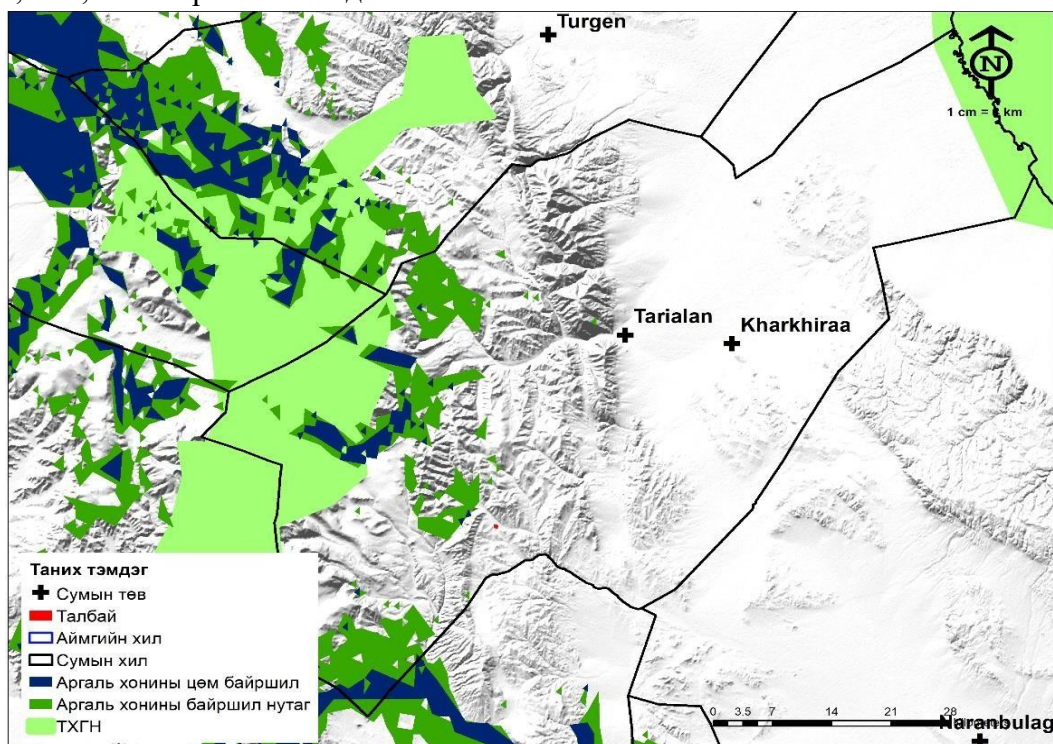 Turgen
N
1 cm = km
Tarialan
Kharkhiraa
Таних тэмдэг
Сумын төв
Талбай
Аймгийн хил
Сумын хил
Аргаль хонины цөм байршил
Аргаль хонины байршил нутаг
ТХГН
0 3.5 7 14 21 28
Naranbulag